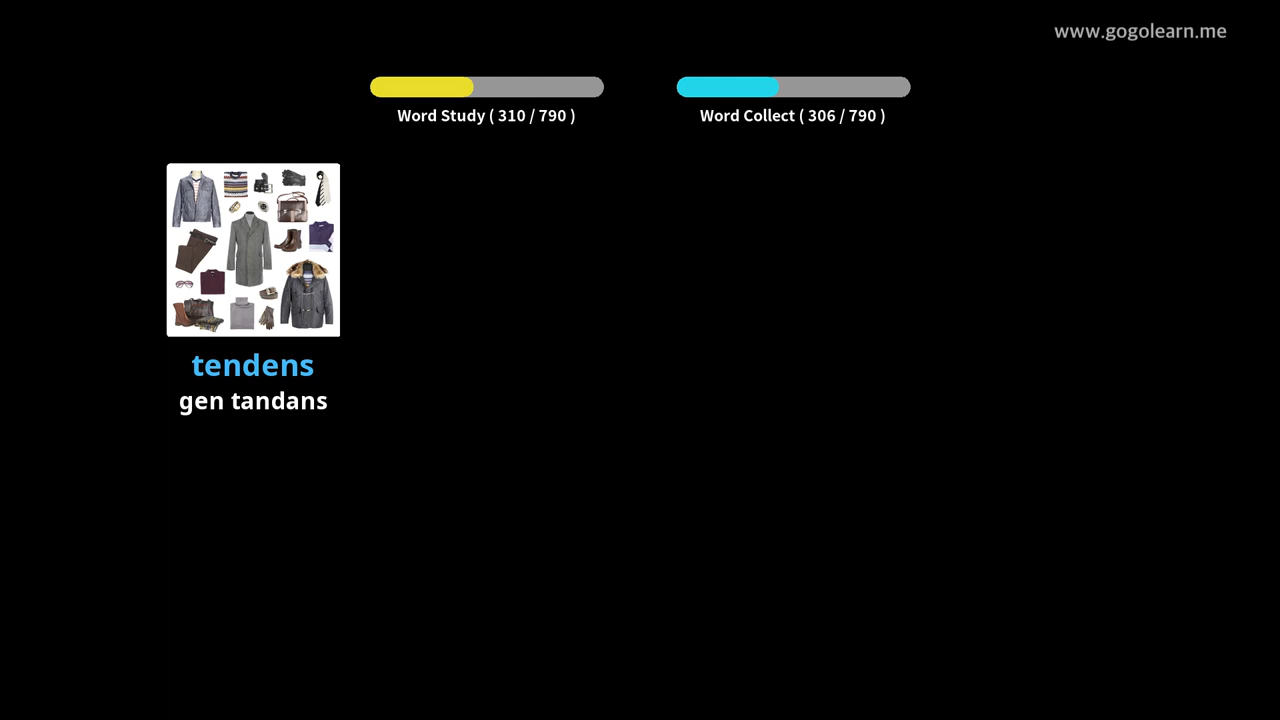 www.gogolearn.me
Word Study ( 310 / 790 )
Word Collect ( 306 / 790 )
tendens
gen tandans